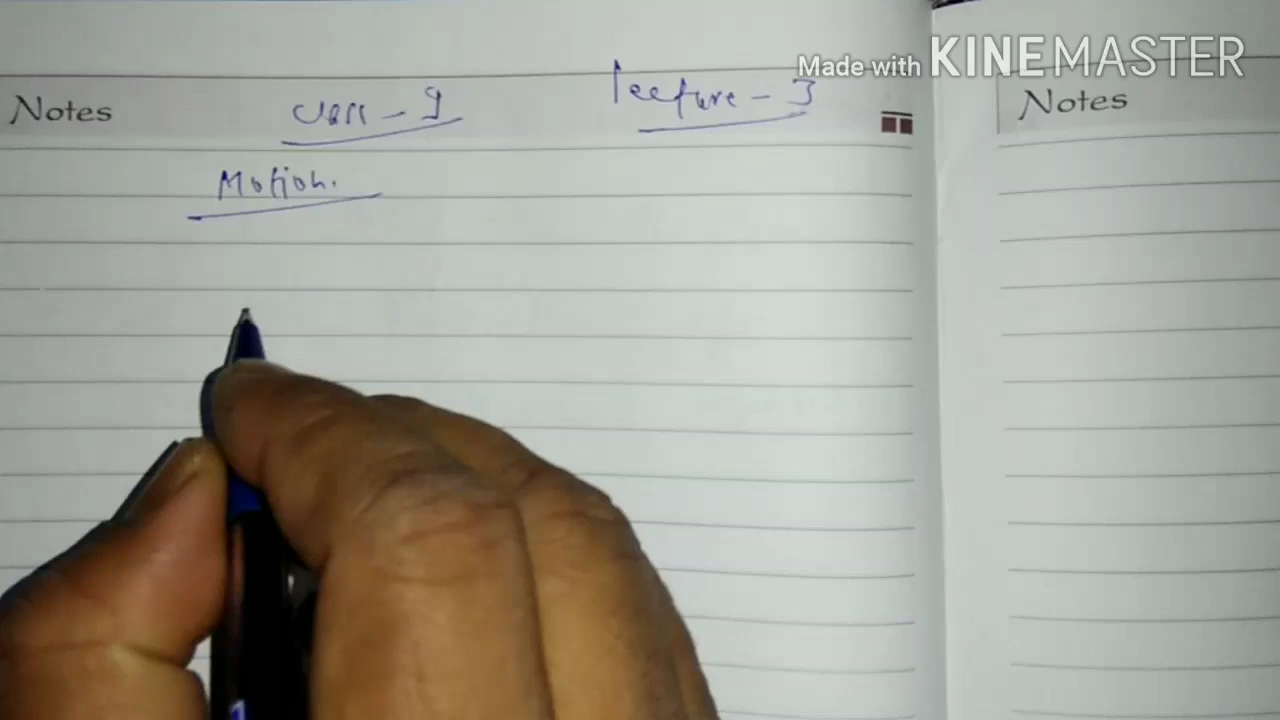 Made with KINEMASTER
Notes Class - 9 Lecture - 3
Notes
Motion.